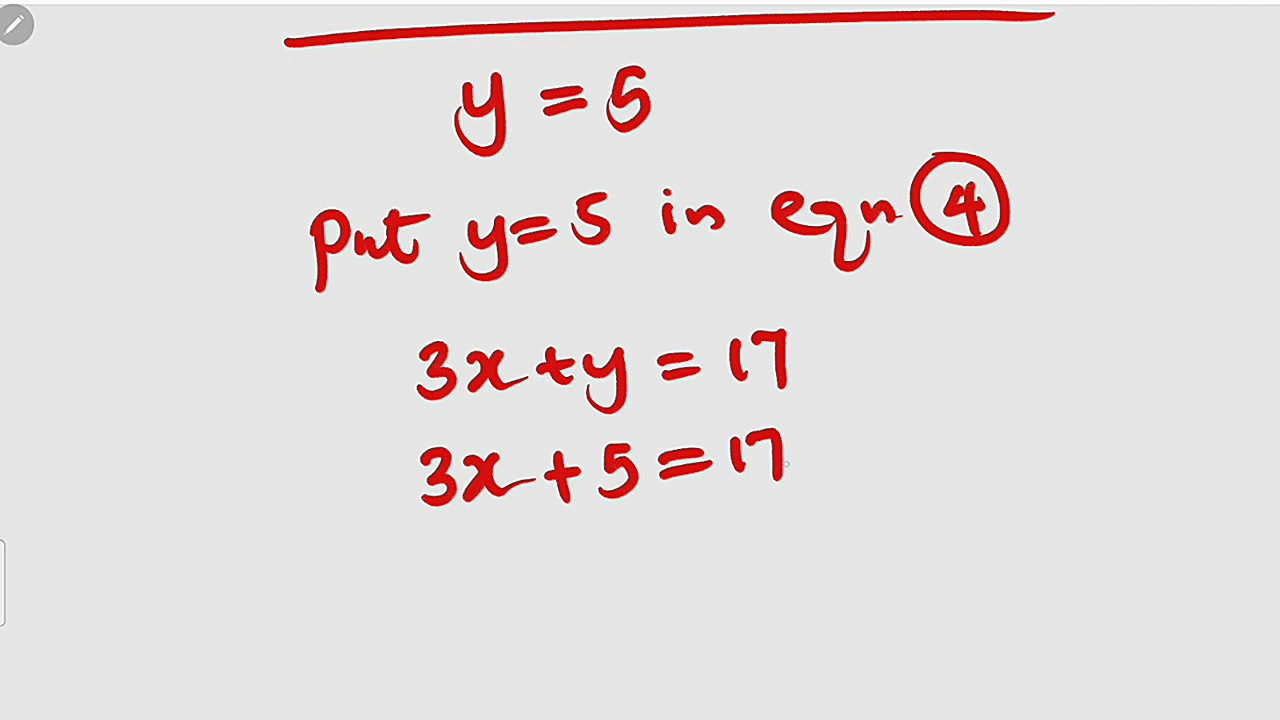 y = 5
Put y = 5 in eqn ④
3x + y = 17
3x + 5 = 17